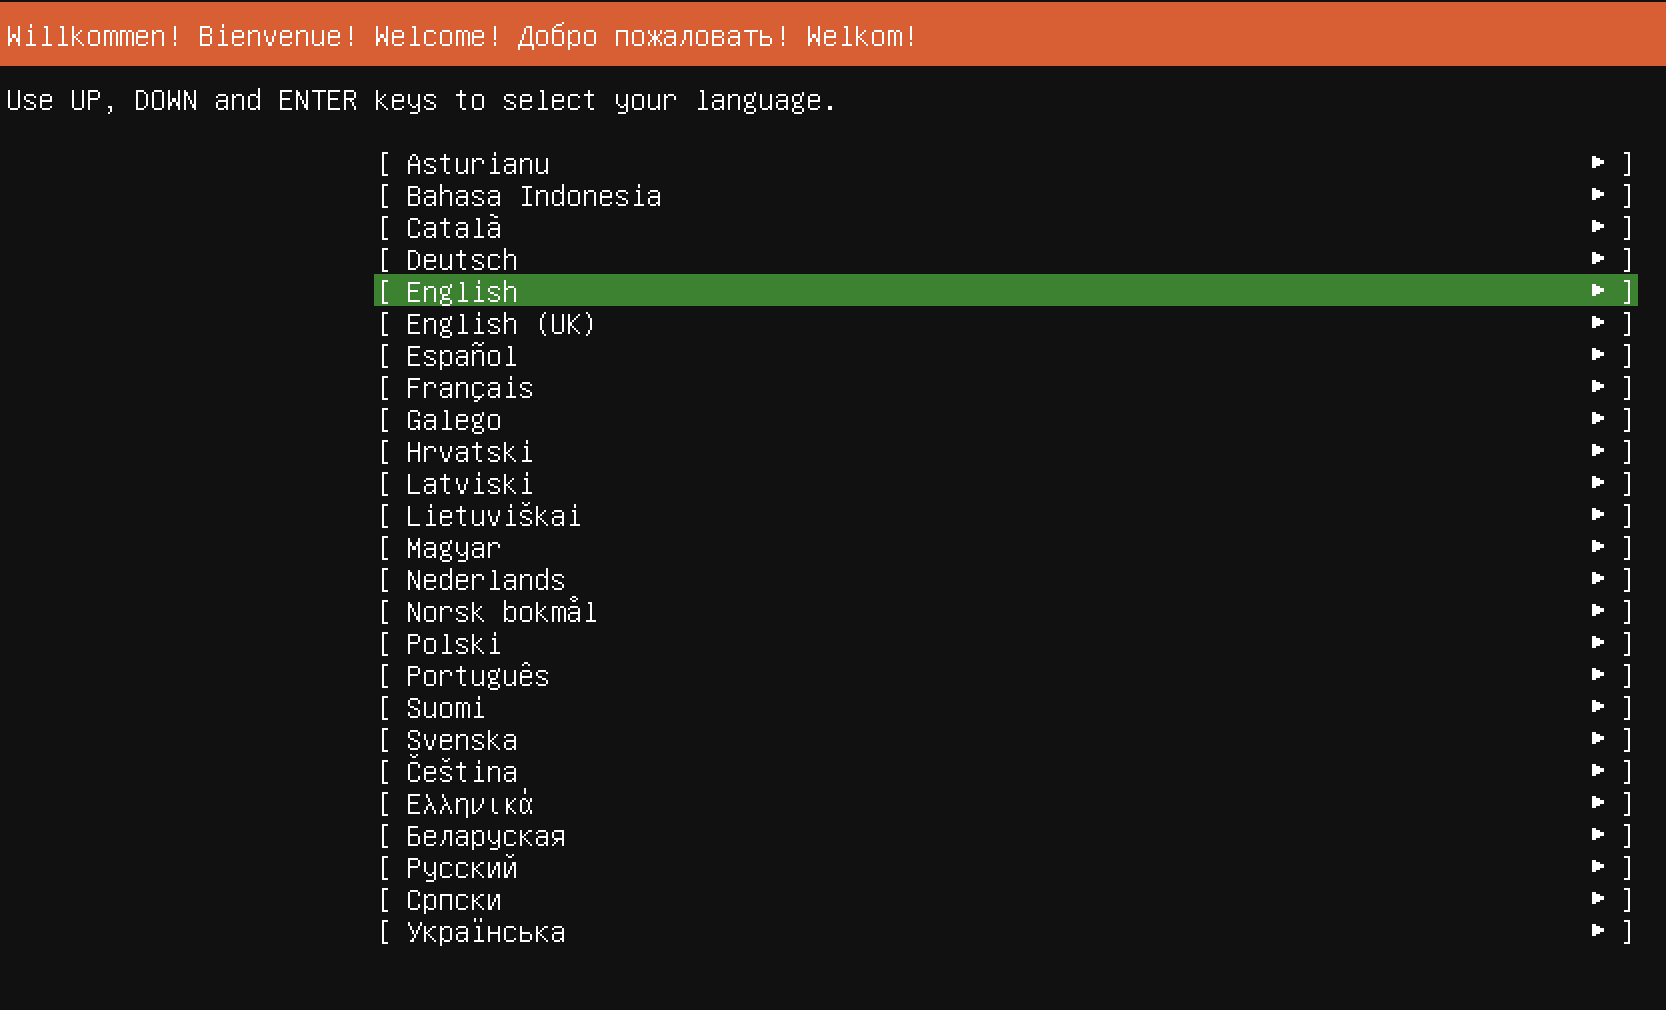 Willkommen! Bienvenue! Welcome! Добро пожаловать! Welkom!
Use UP, DOWN and ENTER keys to select your language.
[ Asturianu ► ]
[ Bahasa Indonesia ► ]
[ Català ► ]
[ Deutsch ► ]
[ English ► ]
[ English (UK) ► ]
[ Español ► ]
[ Français ► ]
[ Galego ► ]
[ Hrvatski ► ]
[ Latviski ► ]
[ Lietuviškai ► ]
[ Magyar ► ]
[ Nederlands ► ]
[ Norsk bokmål ► ]
[ Polski ► ]
[ Português ► ]
[ Suomi ► ]
[ Svenska ► ]
[ Čeština ► ]
[ Ελληνικά ► ]
[ Беларуская ► ]
[ Русский ► ]
[ Српски ► ]
[ Українська ► ]